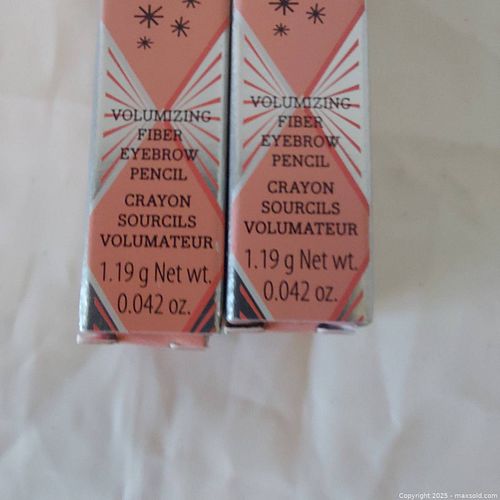 VOLUMIZING
FIBER
EYEBROW
PENCIL
CRAYON
SOURCILS
VOLUMATEUR
1.19 g Net wt.
0.042 oz.
VOLUMIZING
FIBER
EYEBROW
PENCIL
CRAYON
SOURCILS
VOLUMATEUR
1.19 g Net wt.
0.042 oz.
Copyright 2025 - maxsold.com